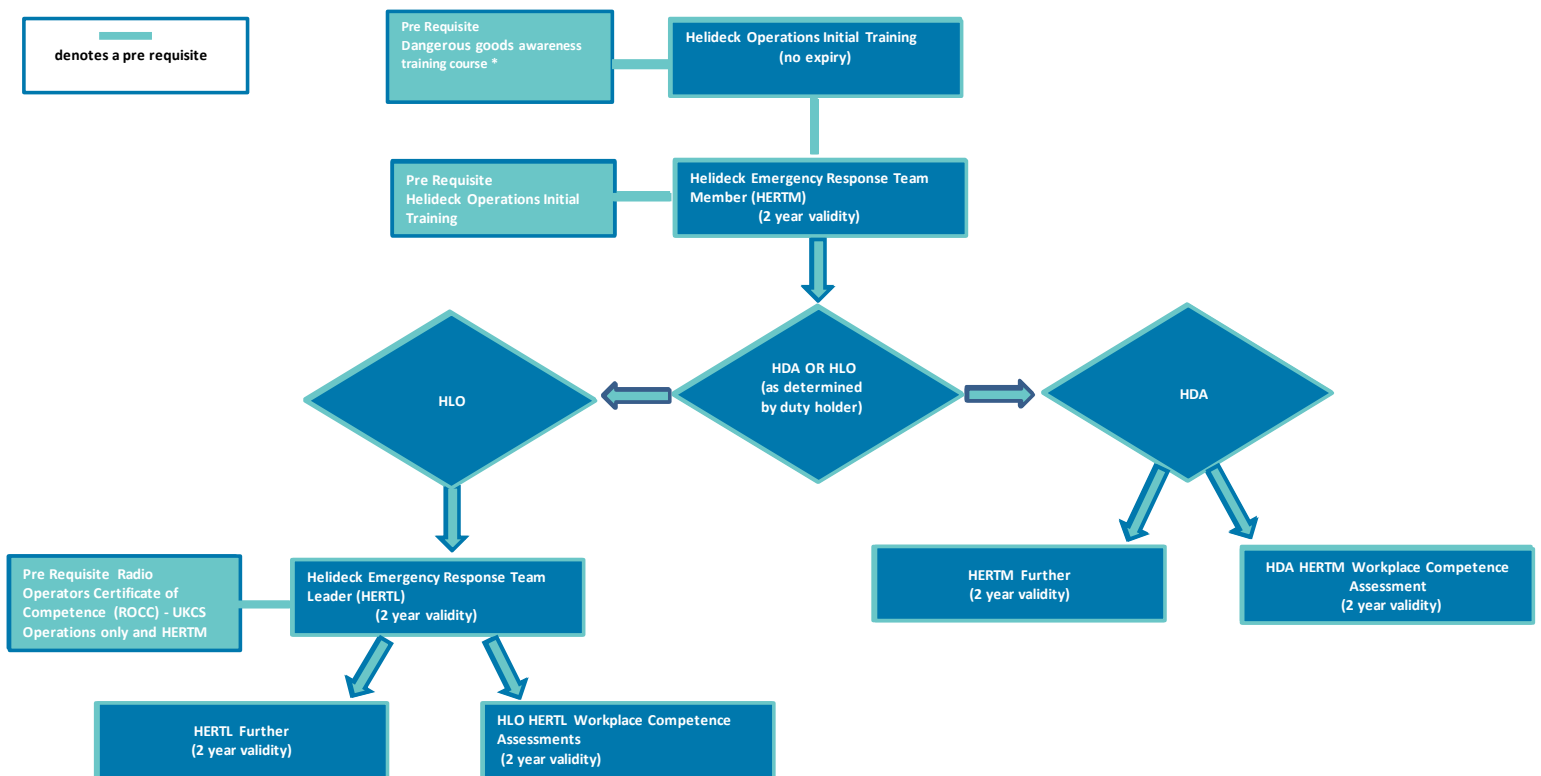 denotes a pre requisite
Pre Requisite
Dangerous goods awareness
training course *
Helideck Operations Initial Training
(no expiry)
Pre Requisite
Helideck Operations Initial
Training
Helideck Emergency Response Team
Member (HERTM)
(2 year validity)
HLO
HDA OR HLO
(as determined
by duty holder)
HDA
Pre Requisite Radio
Operators Certificate of
Competence (ROCC) - UKCS
Operations only and HERTM
Helideck Emergency Response Team
Leader (HERTL)
(2 year validity)
HERTM Further
(2 year validity)
HDA HERTM Workplace Competence
Assessment
(2 year validity)
HERTL Further
(2 year validity)
HLO HERTL Workplace Competence
Assessments
(2 year validity)